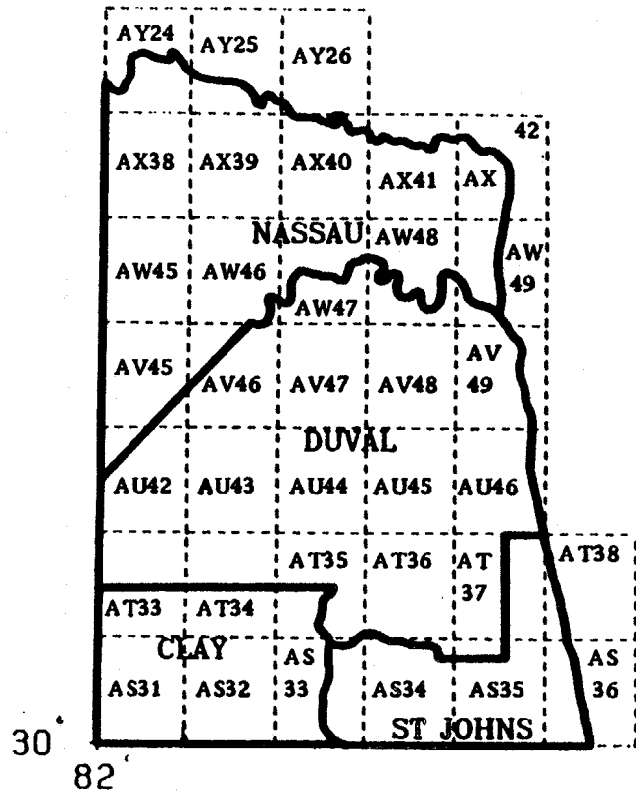 AY24 AY25 AY26
42
AX38 AX39 AX40 AX41 AX
NASSAU AW48
AW45 AW46 AW47 AW
49
AV45 AV46 AV47 AV48 AV
49
DUVAL
AU42 AU43 AU44 AU45 AU46
AT35 AT36 AT
37
AT38
AT33 AT34
CLAY
AS31 AS32 AS
33
AS34 AS35 AS
36
ST JOHNS
30'
82'